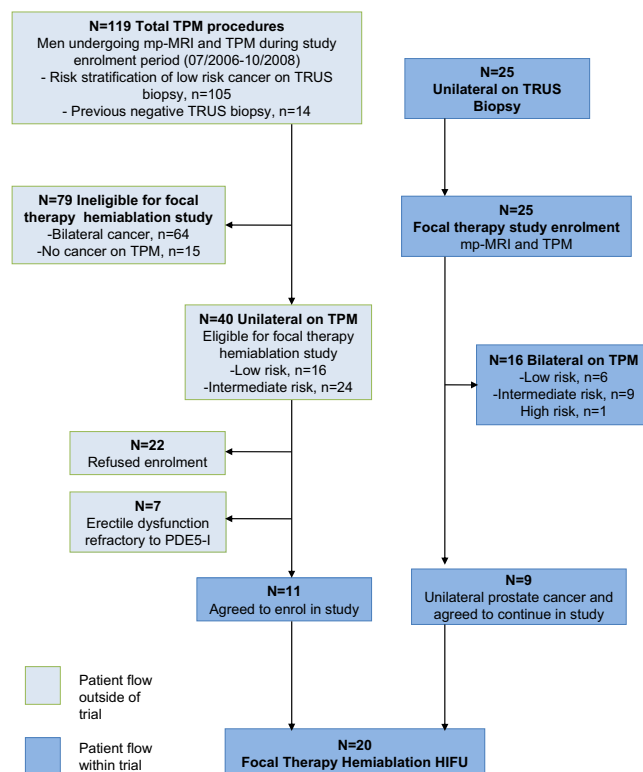 N=119 Total TPM procedures
Men undergoing mp-MRI and TPM during study
enrolment period (07/2006-10/2008)
- Risk stratification of low risk cancer on TRUS
biopsy, n=105
- Previous negative TRUS biopsy, n=14
N=25
Unilateral on TRUS
Biopsy
N=79 Ineligible for focal
therapy hemiablation study
-Bilateral cancer, n=64
-No cancer on TPM, n=15
N=25
Focal therapy study enrolment
mp-MRI and TPM
N=40 Unilateral on TPM
Eligible for focal therapy
hemiablation study
-Low risk, n=16
-Intermediate risk, n=24
N=16 Bilateral on TPM
-Low risk, n=6
-Intermediate risk, n=9
High risk, n=1
N=22
Refused enrolment
N=7
Erectile dysfunction
refractory to PDE5-I
N=11
Agreed to enrol in study
N=9
Unilateral prostate cancer and
agreed to continue in study
Patient flow
outside of
trial
Patient flow
within trial
N=20
Focal Therapy Hemiablation HIFU